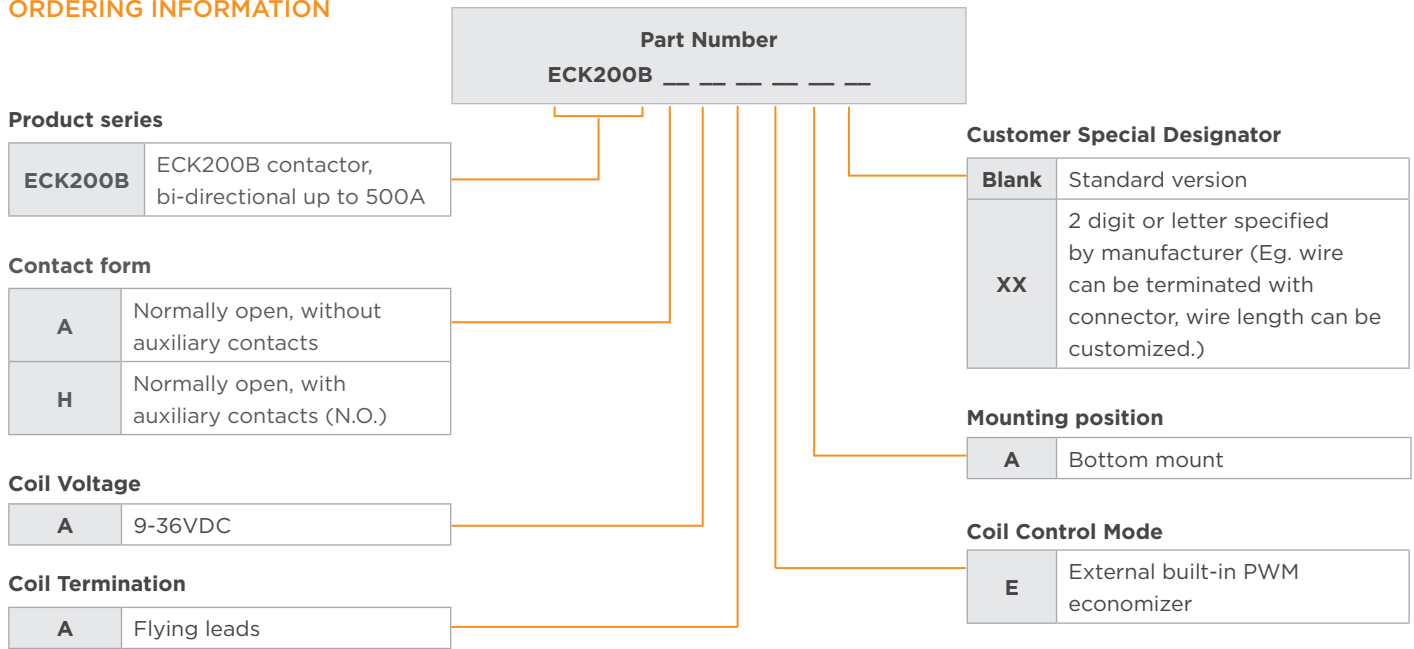 ORDERING INFORMATION
Part Number
ECK200B __ __ __ __ __ __
Product series
ECK200B
ECK200B contactor,
bi-directional up to 500A
Contact form
A
Normally open, without
auxiliary contacts
H
Normally open, with
auxiliary contacts (N.O.)
Coil Voltage
A
9-36VDC
Coil Termination
A
Flying leads
Customer Special Designator
Blank
Standard version
XX
2 digit or letter specified
by manufacturer (Eg. wire
can be terminated with
connector, wire length can be
customized.)
Mounting position
A
Bottom mount
Coil Control Mode
E
External built-in PWM
economizer